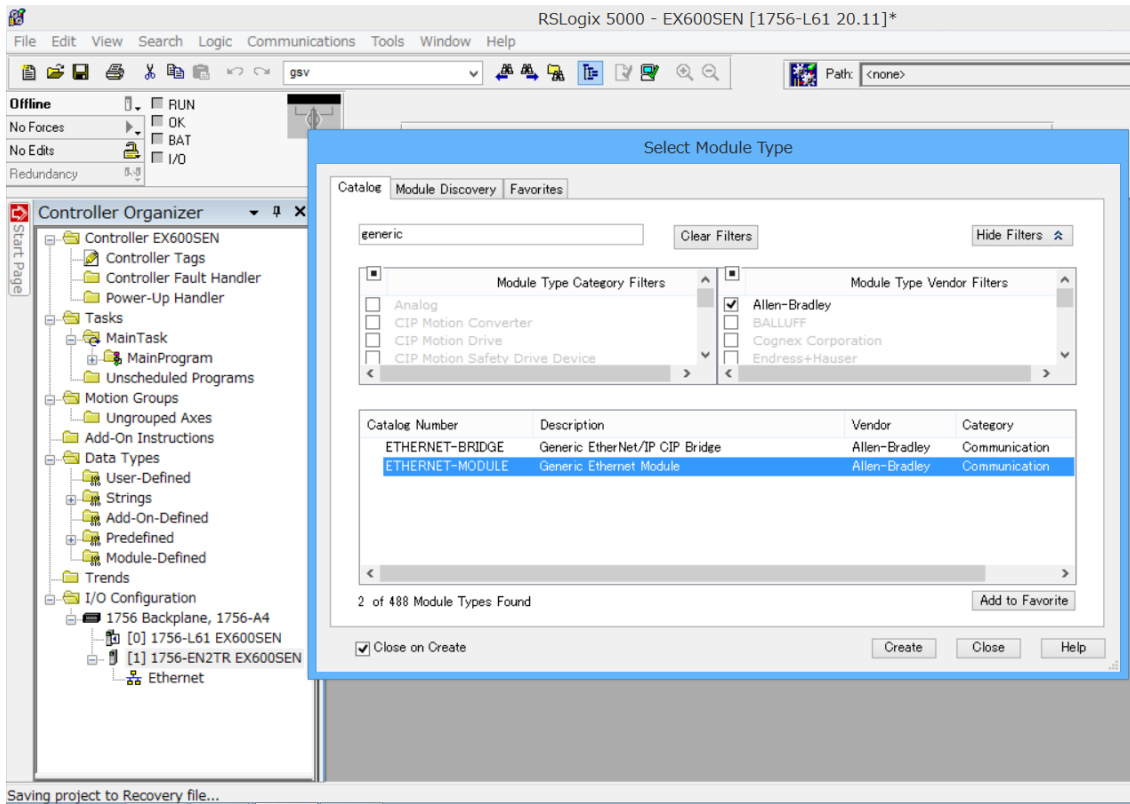 RSLogix 5000 - EX600SEN [1756-L61 20.11]*
File Edit View Search Logic Communications Tools Window Help
gsv
Path: <none>
Offline
RUN
No Forces
OK
No Edits
BAT
I/O
Redundancy
Start Page
Controller Organizer
Controller EX600SEN
Controller Tags
Controller Fault Handler
Power-Up Handler
Tasks
MainTask
MainProgram
Unscheduled Programs
Motion Groups
Ungrouped Axes
Add-On Instructions
Data Types
User-Defined
Strings
Add-On-Defined
Predefined
Module-Defined
Trends
I/O Configuration
1756 Backplane, 1756-A4
[0] 1756-L61 EX600SEN
[1] 1756-EN2TR EX600SEN
Ethernet
Select Module Type
Catalog Module Discovery Favorites
generic Clear Filters Hide Filters
Module Type Category Filters
Analog
CIP Motion Converter
CIP Motion Drive
CIP Motion Safety Drive Device
Module Type Vendor Filters
Allen-Bradley
BALLUFF
Cognex Corporation
Endress+Hauser
Catalog Number Description Vendor Category
ETHERNET-BRIDGE Generic EtherNet/IP CIP Bridge Allen-Bradley Communication
ETHERNET-MODULE Generic Ethernet Module Allen-Bradley Communication
2 of 488 Module Types Found Add to Favorite
Close on Create Create Close Help
Saving project to Recovery file...